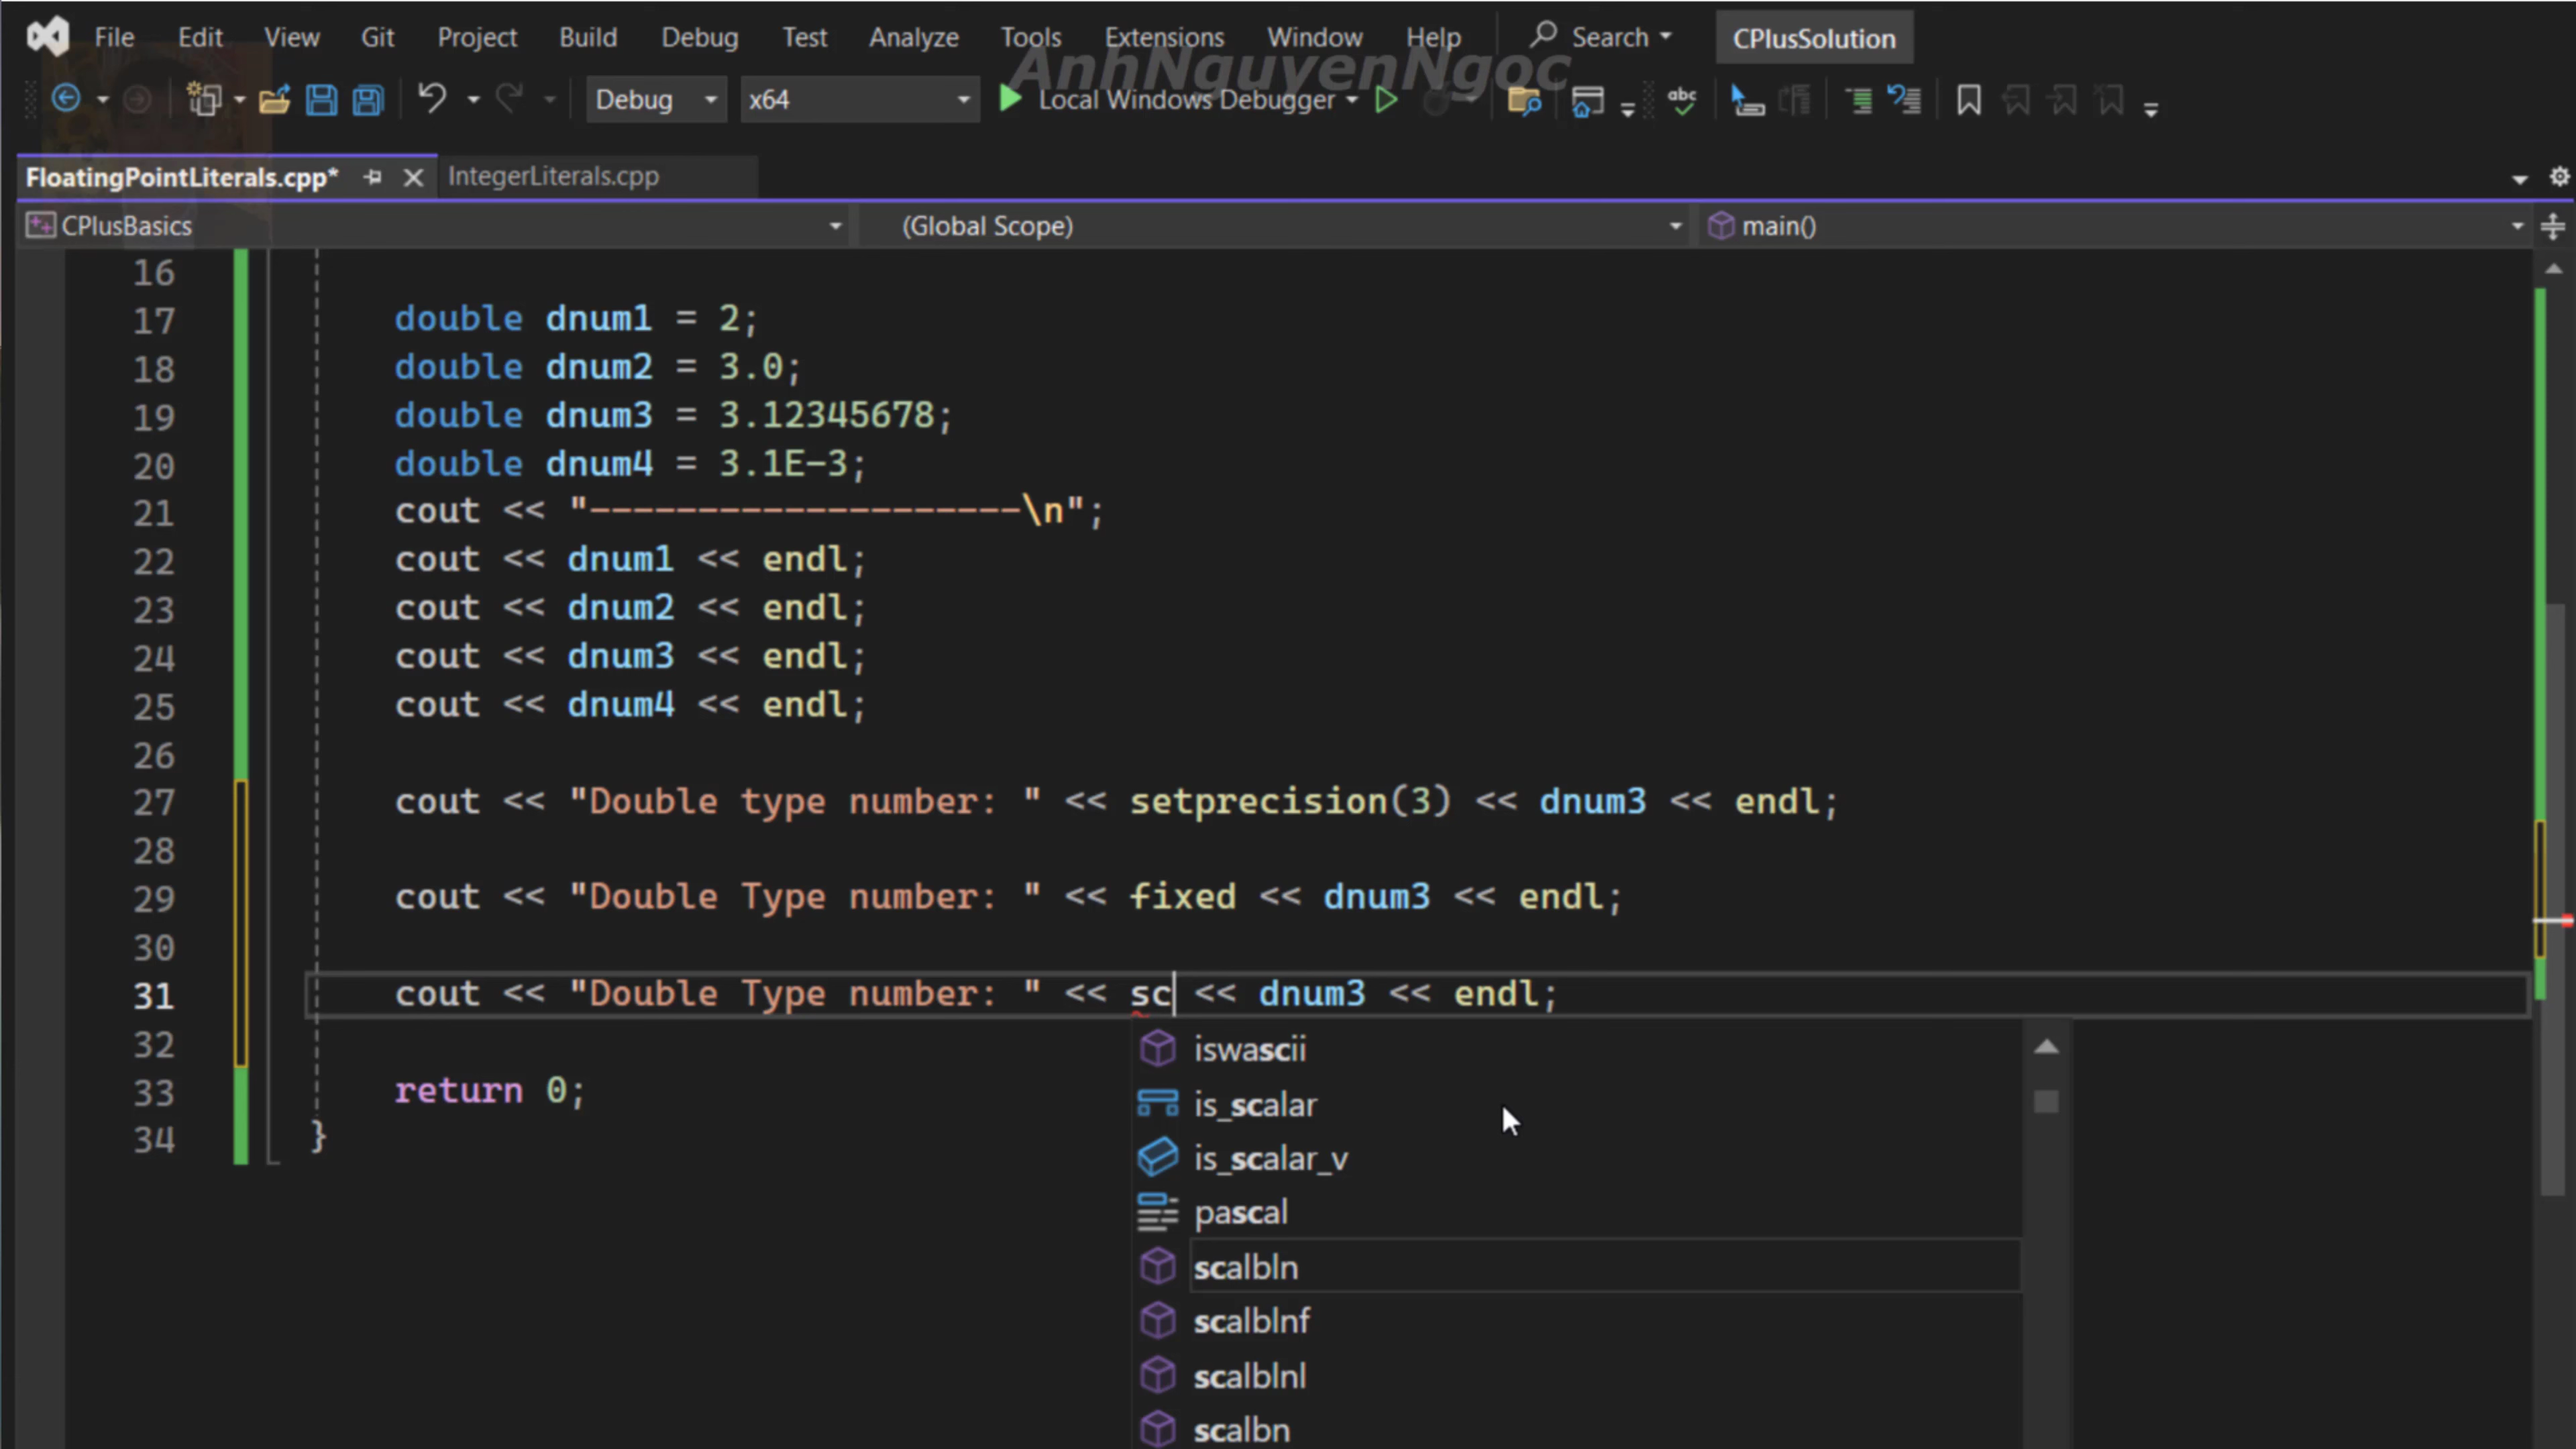 File Edit View Git Project Build Debug Test Analyze Tools Extensions Window Help Search CPlusSolution
AnhNguyenNgoc
Debug x64 Local Windows Debugger abc
FloatingPointLiterals.cpp* IntegerLiterals.cpp
CPlusBasics (Global Scope) main()
16
17 double dnum1 = 2;
18 double dnum2 = 3.0;
19 double dnum3 = 3.12345678;
20 double dnum4 = 3.1E-3;
21 cout << "--------------------\n";
22 cout << dnum1 << endl;
23 cout << dnum2 << endl;
24 cout << dnum3 << endl;
25 cout << dnum4 << endl;
26
27 cout << "Double type number: " << setprecision(3) << dnum3 << endl;
28
29 cout << "Double Type number: " << fixed << dnum3 << endl;
30
31 cout << "Double Type number: " << sc << dnum3 << endl;
32
33 return 0;
34 }
iswascii
is_scalar
is_scalar_v
pascal
scalbln
scalblnf
scalblnl
scalbn